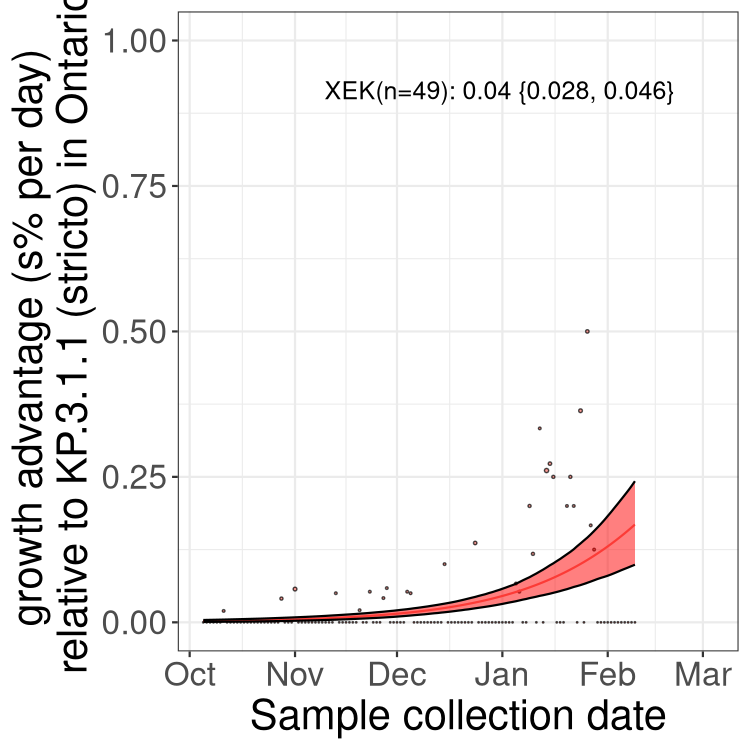 growth advantage (s% per day)
relative to KP.3.1.1 (stricto) in Ontario
1.00
0.75
0.50
0.25
0.00
XEK(n=49): 0.04 {0.028, 0.046}
Oct Nov Dec Jan Feb Mar
Sample collection date